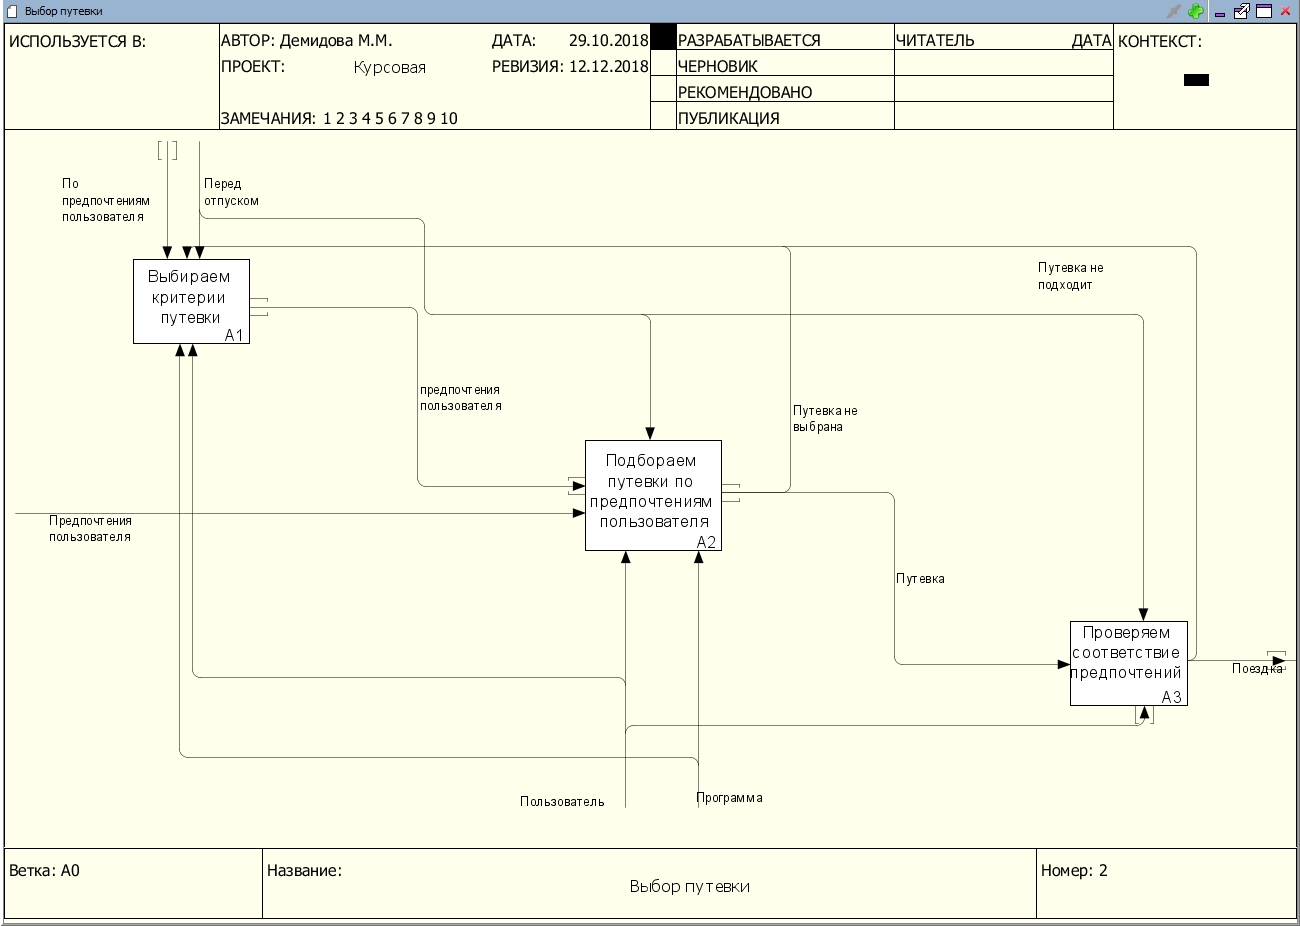 Выбор путевки
ИСПОЛЬЗУЕТСЯ В:
АВТОР: Демидова М.М.
ДАТА: 29.10.2018
ПРОЕКТ: Курсовая
РЕВИЗИЯ: 12.12.2018
ЗАМЕЧАНИЯ: 1 2 3 4 5 6 7 8 9 10
РАЗРАБАТЫВАЕТСЯ
ЧЕРНОВИК
РЕКОМЕНДОВАНО
ПУБЛИКАЦИЯ
ЧИТАТЕЛЬ ДАТА
КОНТЕКСТ:
По
предпочтениям
пользователя
Перед
отпуском
Выбираем
критерии
путевки
A1
Путевка не
подходит
предпочтения
пользователя
Путевка не
выбрана
Подбораем
путевки по
предпочтениям
пользователя
A2
Предпочтения
пользователя
Путевка
Проверяем
соответствие
предпочтений
A3
Поездка
Пользователь
Программа
Ветка: A0
Название:
Выбор путевки
Номер: 2